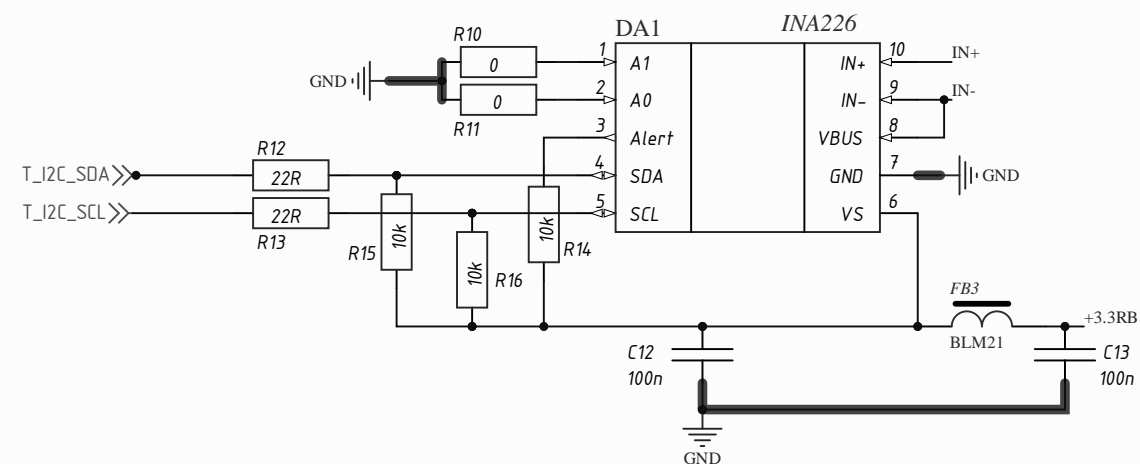 DA1
INA226
R10
0
GND
0
R11
1
A1
2
A0
3
Alert
4
SDA
5
SCL
10
IN+
IN+
9
IN-
IN-
8
VBUS
7
GND
GND
6
VS
T_I2C_SDA
R12
22R
T_I2C_SCL
22R
R13
R15
10k
10k
R16
10k
R14
FB3
BLM21
+3.3RB
C12
100n
C13
100n
GND